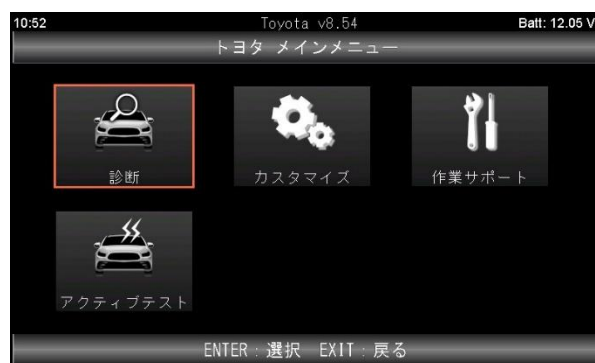 10:52 Toyota v8.54 Batt: 12.05 V
トヨタ メインメニュー
診断 カスタマイズ 作業サポート
アクティブテスト
ENTER：選択 EXIT：戻る